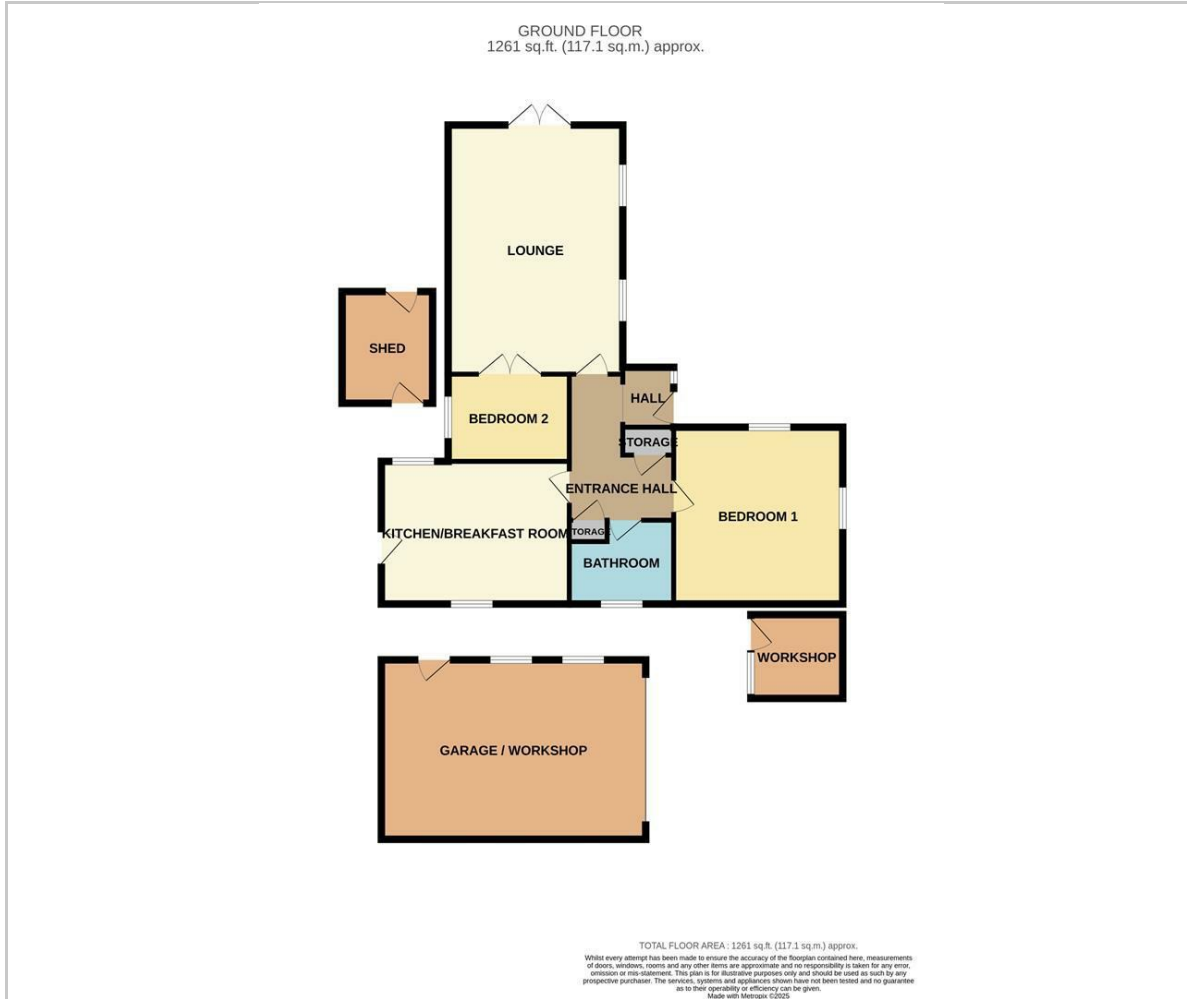 GROUND FLOOR
1261 sq.ft. (117.1 sq.m.) approx.
LOUNGE
SHED
HALL
BEDROOM 2
STORAGE
ENTRANCE HALL
BEDROOM 1
KITCHEN/BREAKFAST ROOM
STORAGE
BATHROOM
WORKSHOP
GARAGE / WORKSHOP
TOTAL FLOOR AREA : 1261 sq.ft. (117.1 sq.m.) approx.
Whilst every attempt has been made to ensure the accuracy of the floorplan contained here, measurements
of doors, windows, rooms and any other items are approximate and no responsibility is taken for any error,
omission or mis-statement. This plan is for illustrative purposes only and should be used as such by any
prospective purchaser. The services, systems and appliances shown have not been tested and no guarantee
as to their operability or efficiency can be given.
Made with Metropix ©2025